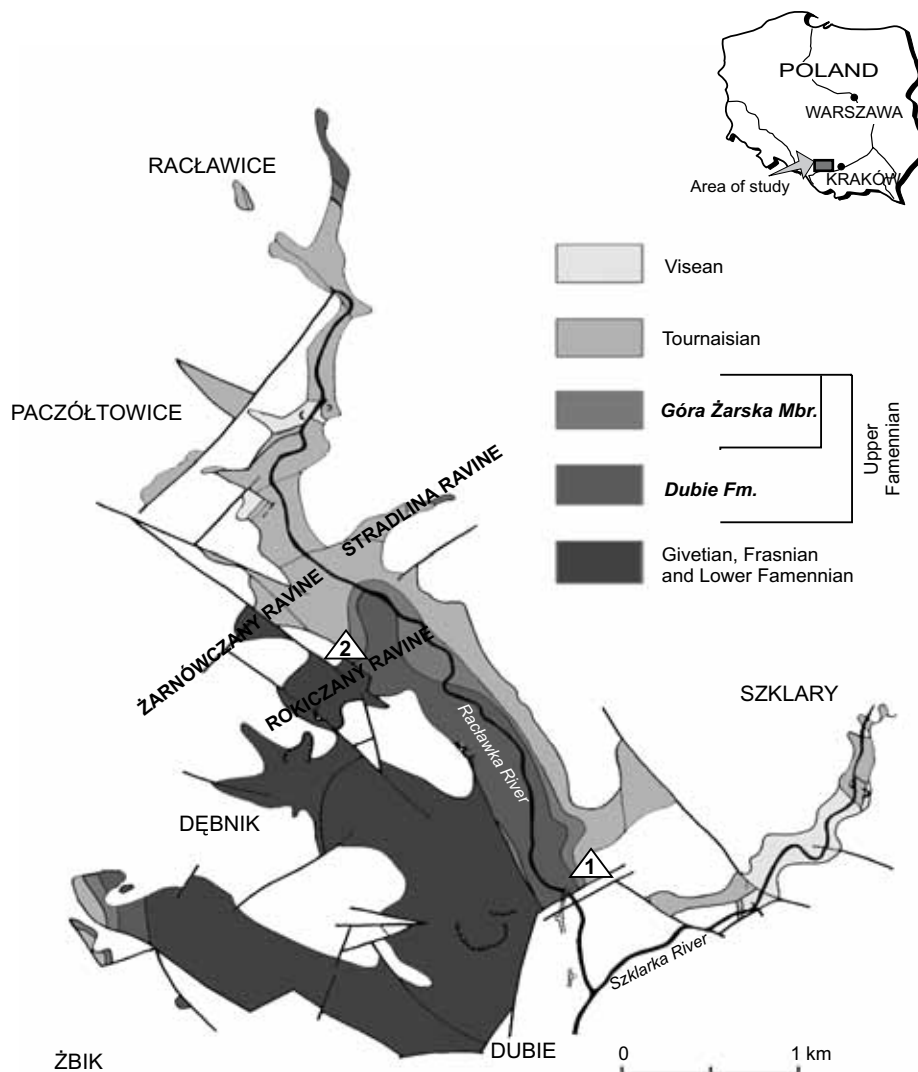 POLAND
WARSZAWA
KRAKÓW
Area of study
RACŁAWICE
Visean
Tournaisian
Góra Żarska Mbr.
Dubie Fm.
Upper
Famennian
Givetian, Frasnian
and Lower Famennian
PACZÓŁTOWICE
STRADLINA RAVINE
ŻARNÓWCZANY RAVINE
2
ROKICZANY RAVINE
Racławka River
SZKLARY
DĘBNIK
1
Szklarka River
DUBIE
ŻBIK
0 1 km